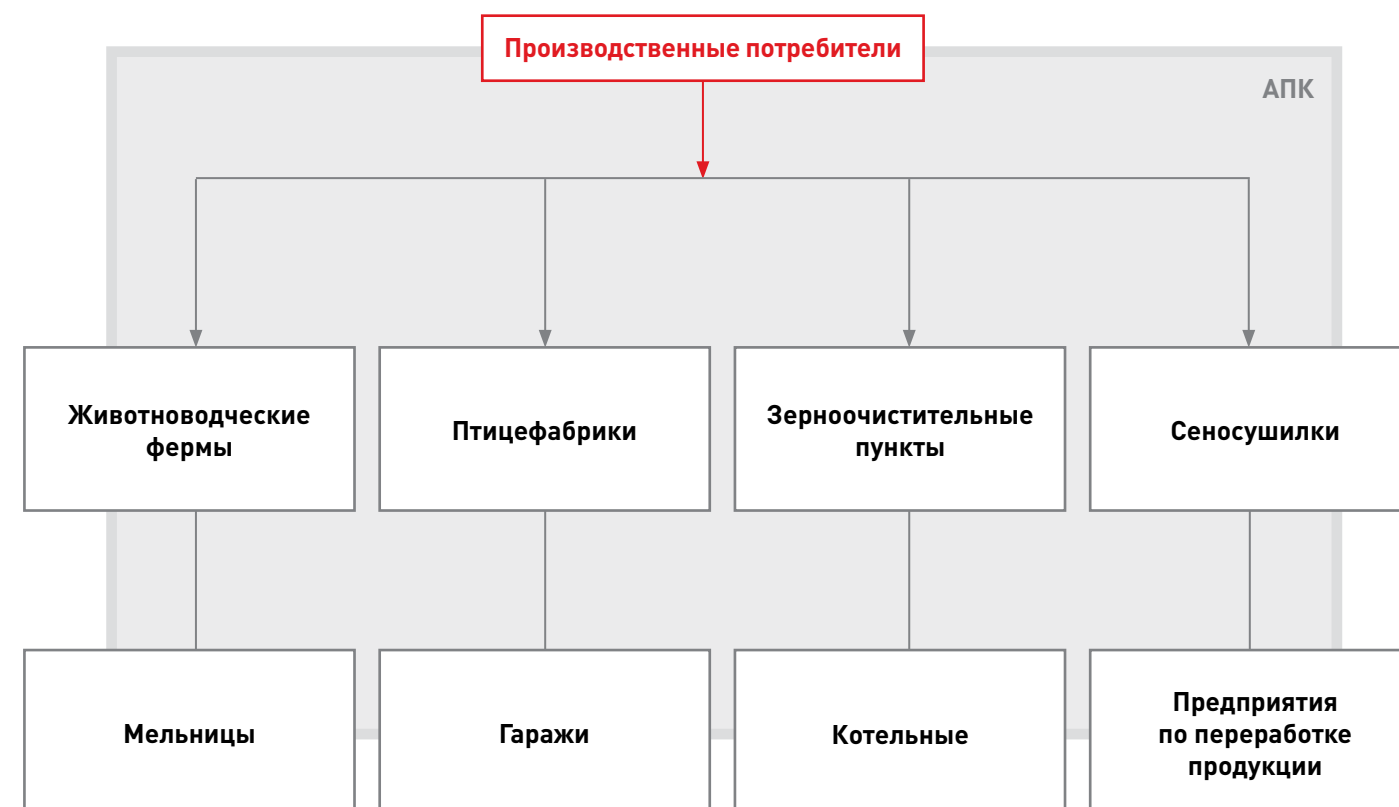 Производственные потребители
АПК
Животноводческие
фермы
Птицефабрики
Зерноочистительные
пункты
Сеносушилки
Мельницы
Гаражи
Котельные
Предприятия
по переработке
продукции